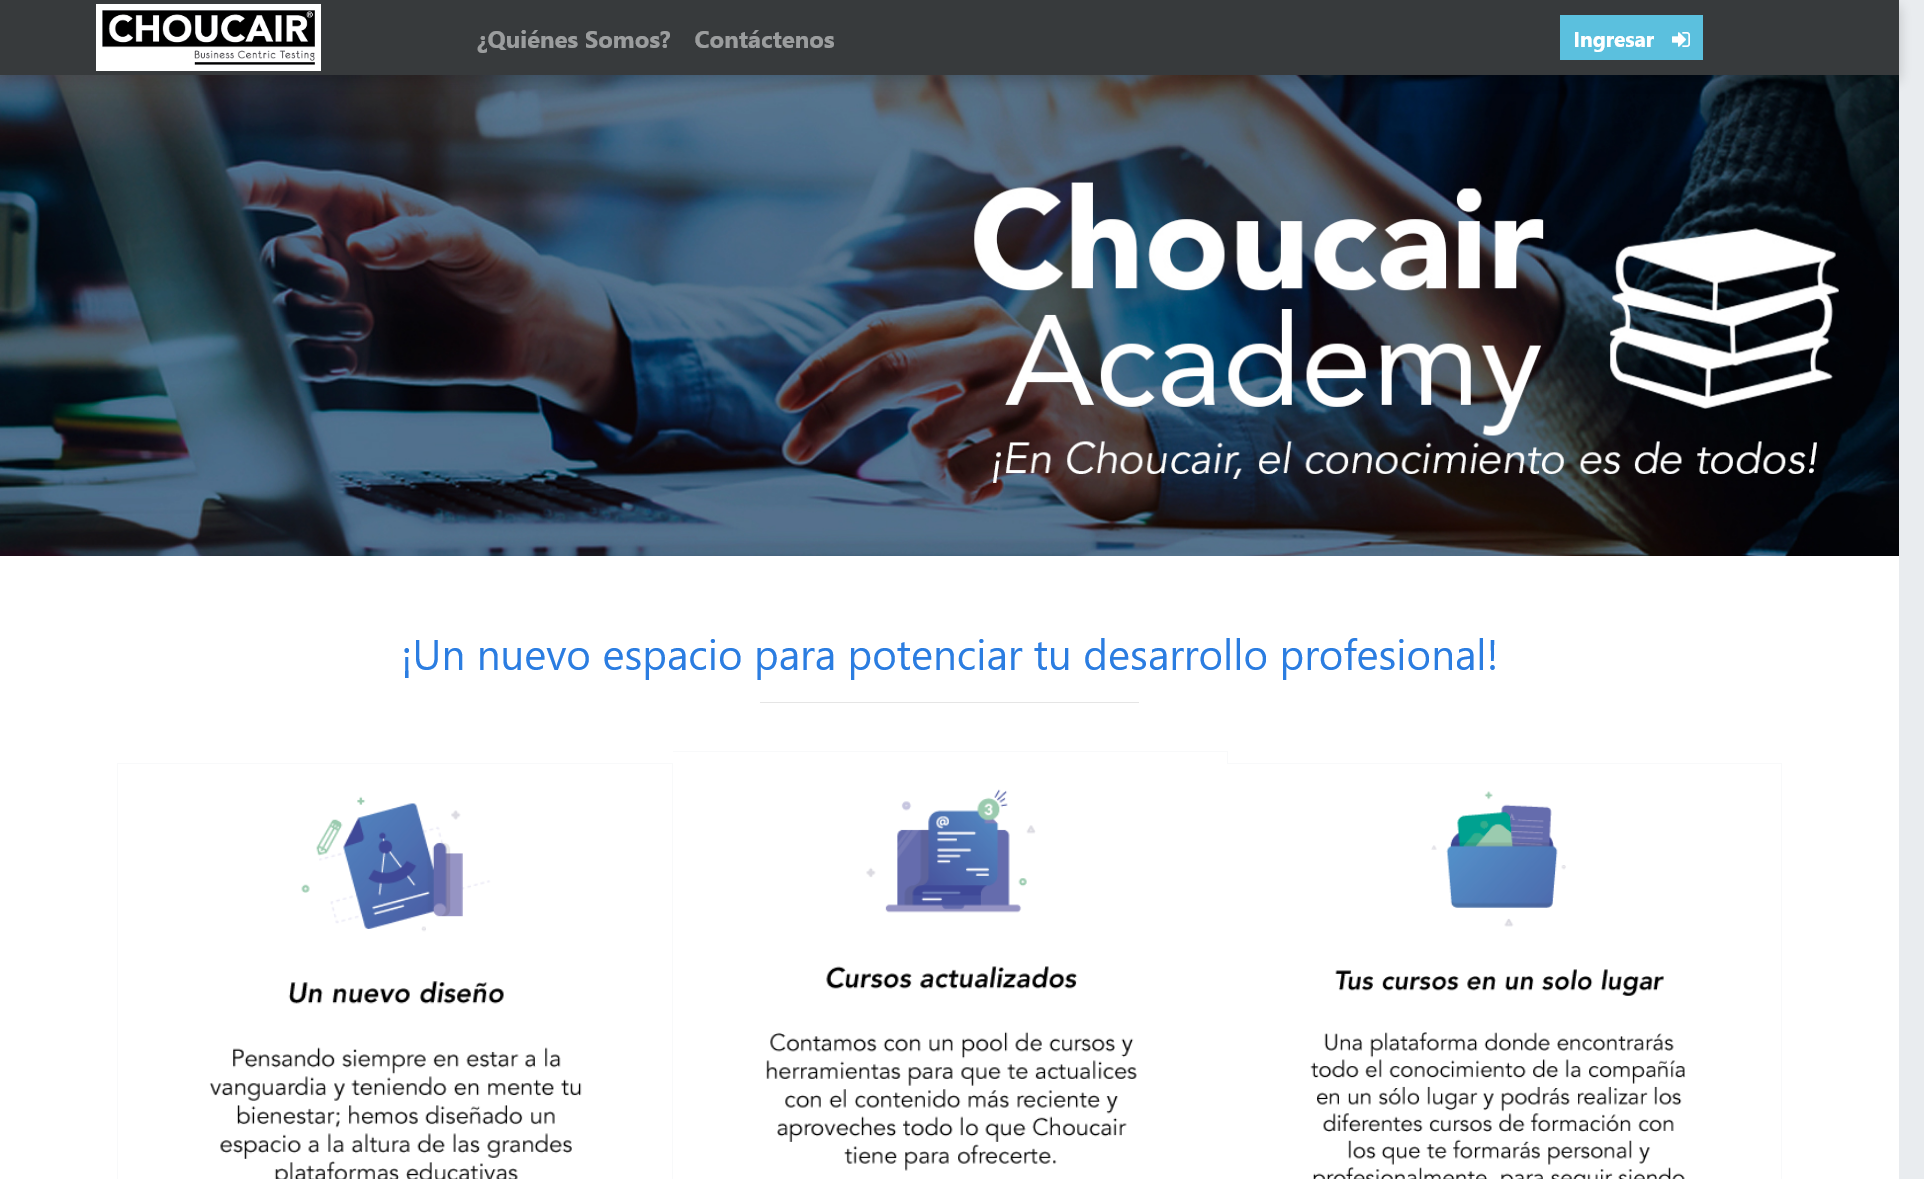 CHOUCAIR®
Business Centric Testing
¿Quiénes Somos?
Contáctenos
Ingresar
Choucair
Academy
¡En Choucair, el conocimiento es de todos!
¡Un nuevo espacio para potenciar tu desarrollo profesional!
Un nuevo diseño
Pensando siempre en estar a la
vanguardia y teniendo en mente tu
bienestar; hemos diseñado un
espacio a la altura de las grandes
plataformas educativas
@
3
Cursos actualizados
Contamos con un pool de cursos y
herramientas para que te actualices
con el contenido más reciente y
aproveches todo lo que Choucair
tiene para ofrecerte.
Tus cursos en un solo lugar
Una plataforma donde encontrarás
todo el conocimiento de la compañía
en un sólo lugar y podrás realizar los
diferentes cursos de formación con
los que te formarás personal y
profesionalmente, para seguir siendo